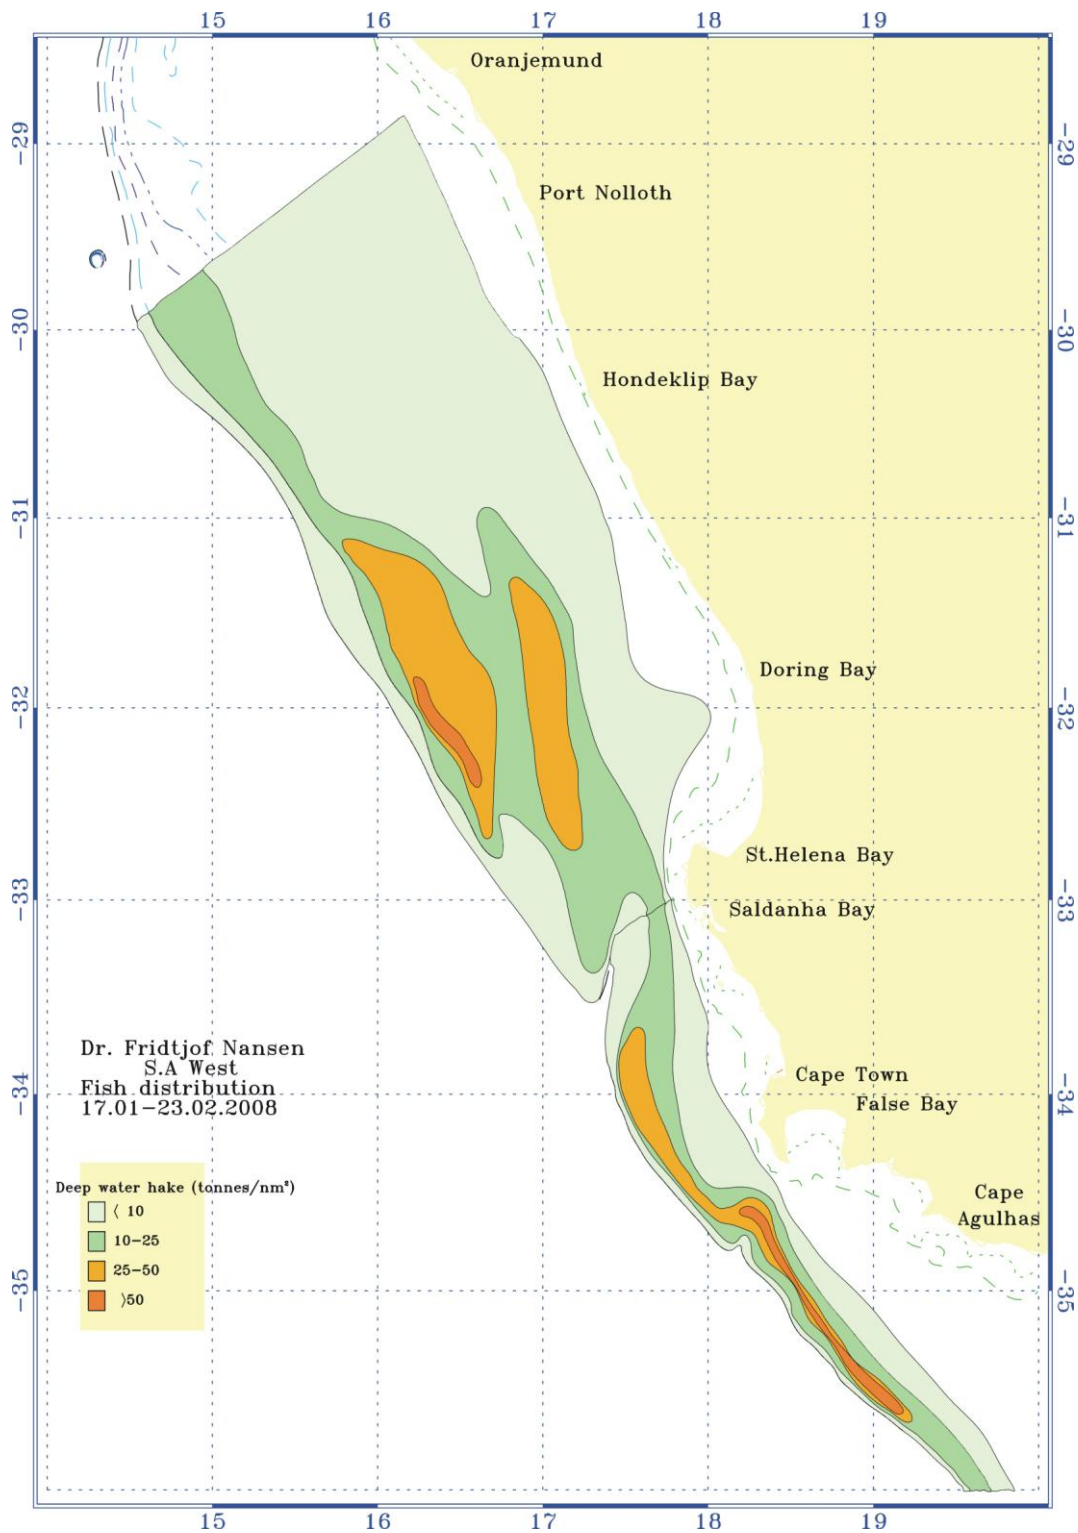 15 16 17 18 19
Oranjemund
-29 -29
Port Nolloth
-30 -30
Hondeklip Bay
-31 -31
Doring Bay
-32 -32
St.Helena Bay
-33 -33
Saldanha Bay
Dr. Fridtjof Nansen
S.A West
Fish distribution
17.01-23.02.2008
Cape Town
-34 -34
False Bay
Cape
Agulhas
Deep water hake (tonnes/nm²)
⟨ 10
10-25
25-50
⟩50
-35 -35
15 16 17 18 19